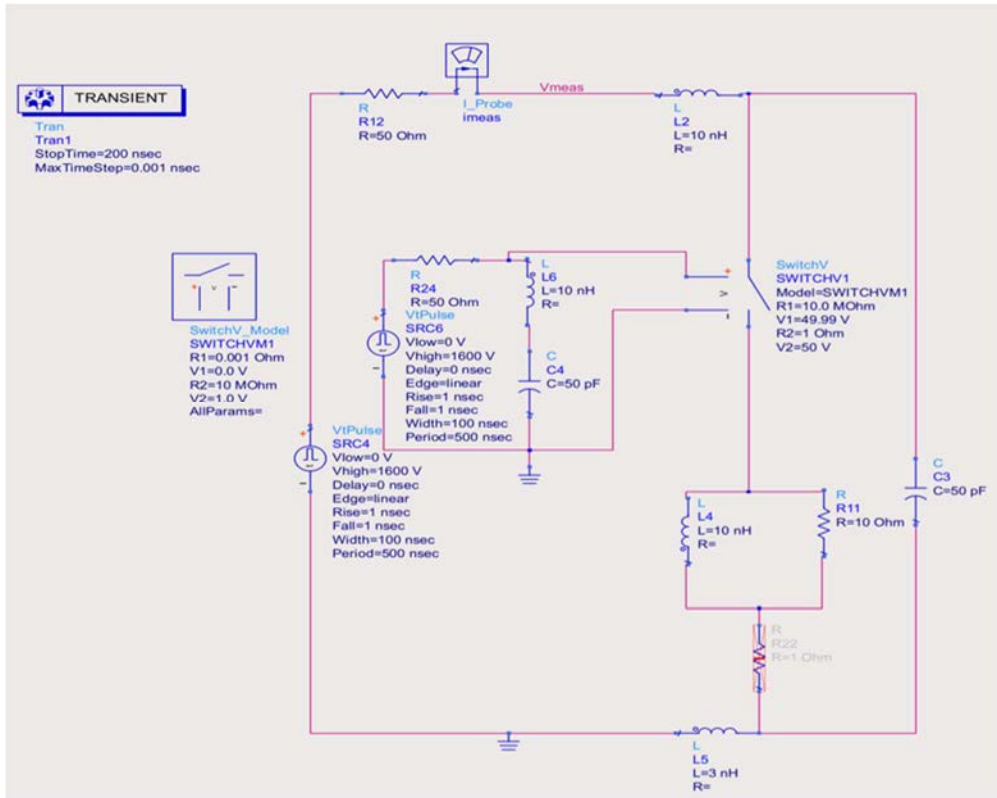 TRANSIENT
Tran
Tran1
StopTime=200 nsec
MaxTimeStep=0.001 nsec
R
R12
R=50 Ohm
I_Probe
imeas
Vmeas
L
L2
L=10 nH
R=
SwitchV_Model
SWITCHVM1
R1=0.001 Ohm
V1=0.0 V
R2=10 MOhm
V2=1.0 V
AllParams=
R
R24
R=50 Ohm
VtPulse
SRC6
Vlow=0 V
Vhigh=1600 V
Delay=0 nsec
Edge=linear
Rise=1 nsec
Fall=1 nsec
Width=100 nsec
Period=500 nsec
L
L6
L=10 nH
R=
C
C4
C=50 pF
SwitchV
SWITCHV1
Model=SWITCHVM1
R1=10.0 MOhm
V1=49.99 V
R2=1 Ohm
V2=50 V
VtPulse
SRC4
Vlow=0 V
Vhigh=1600 V
Delay=0 nsec
Edge=linear
Rise=1 nsec
Fall=1 nsec
Width=100 nsec
Period=500 nsec
C
C3
C=50 pF
L
L4
L=10 nH
R=
R
R11
R=10 Ohm
R
R22
R=1 Ohm
L
L5
L=3 nH
R=